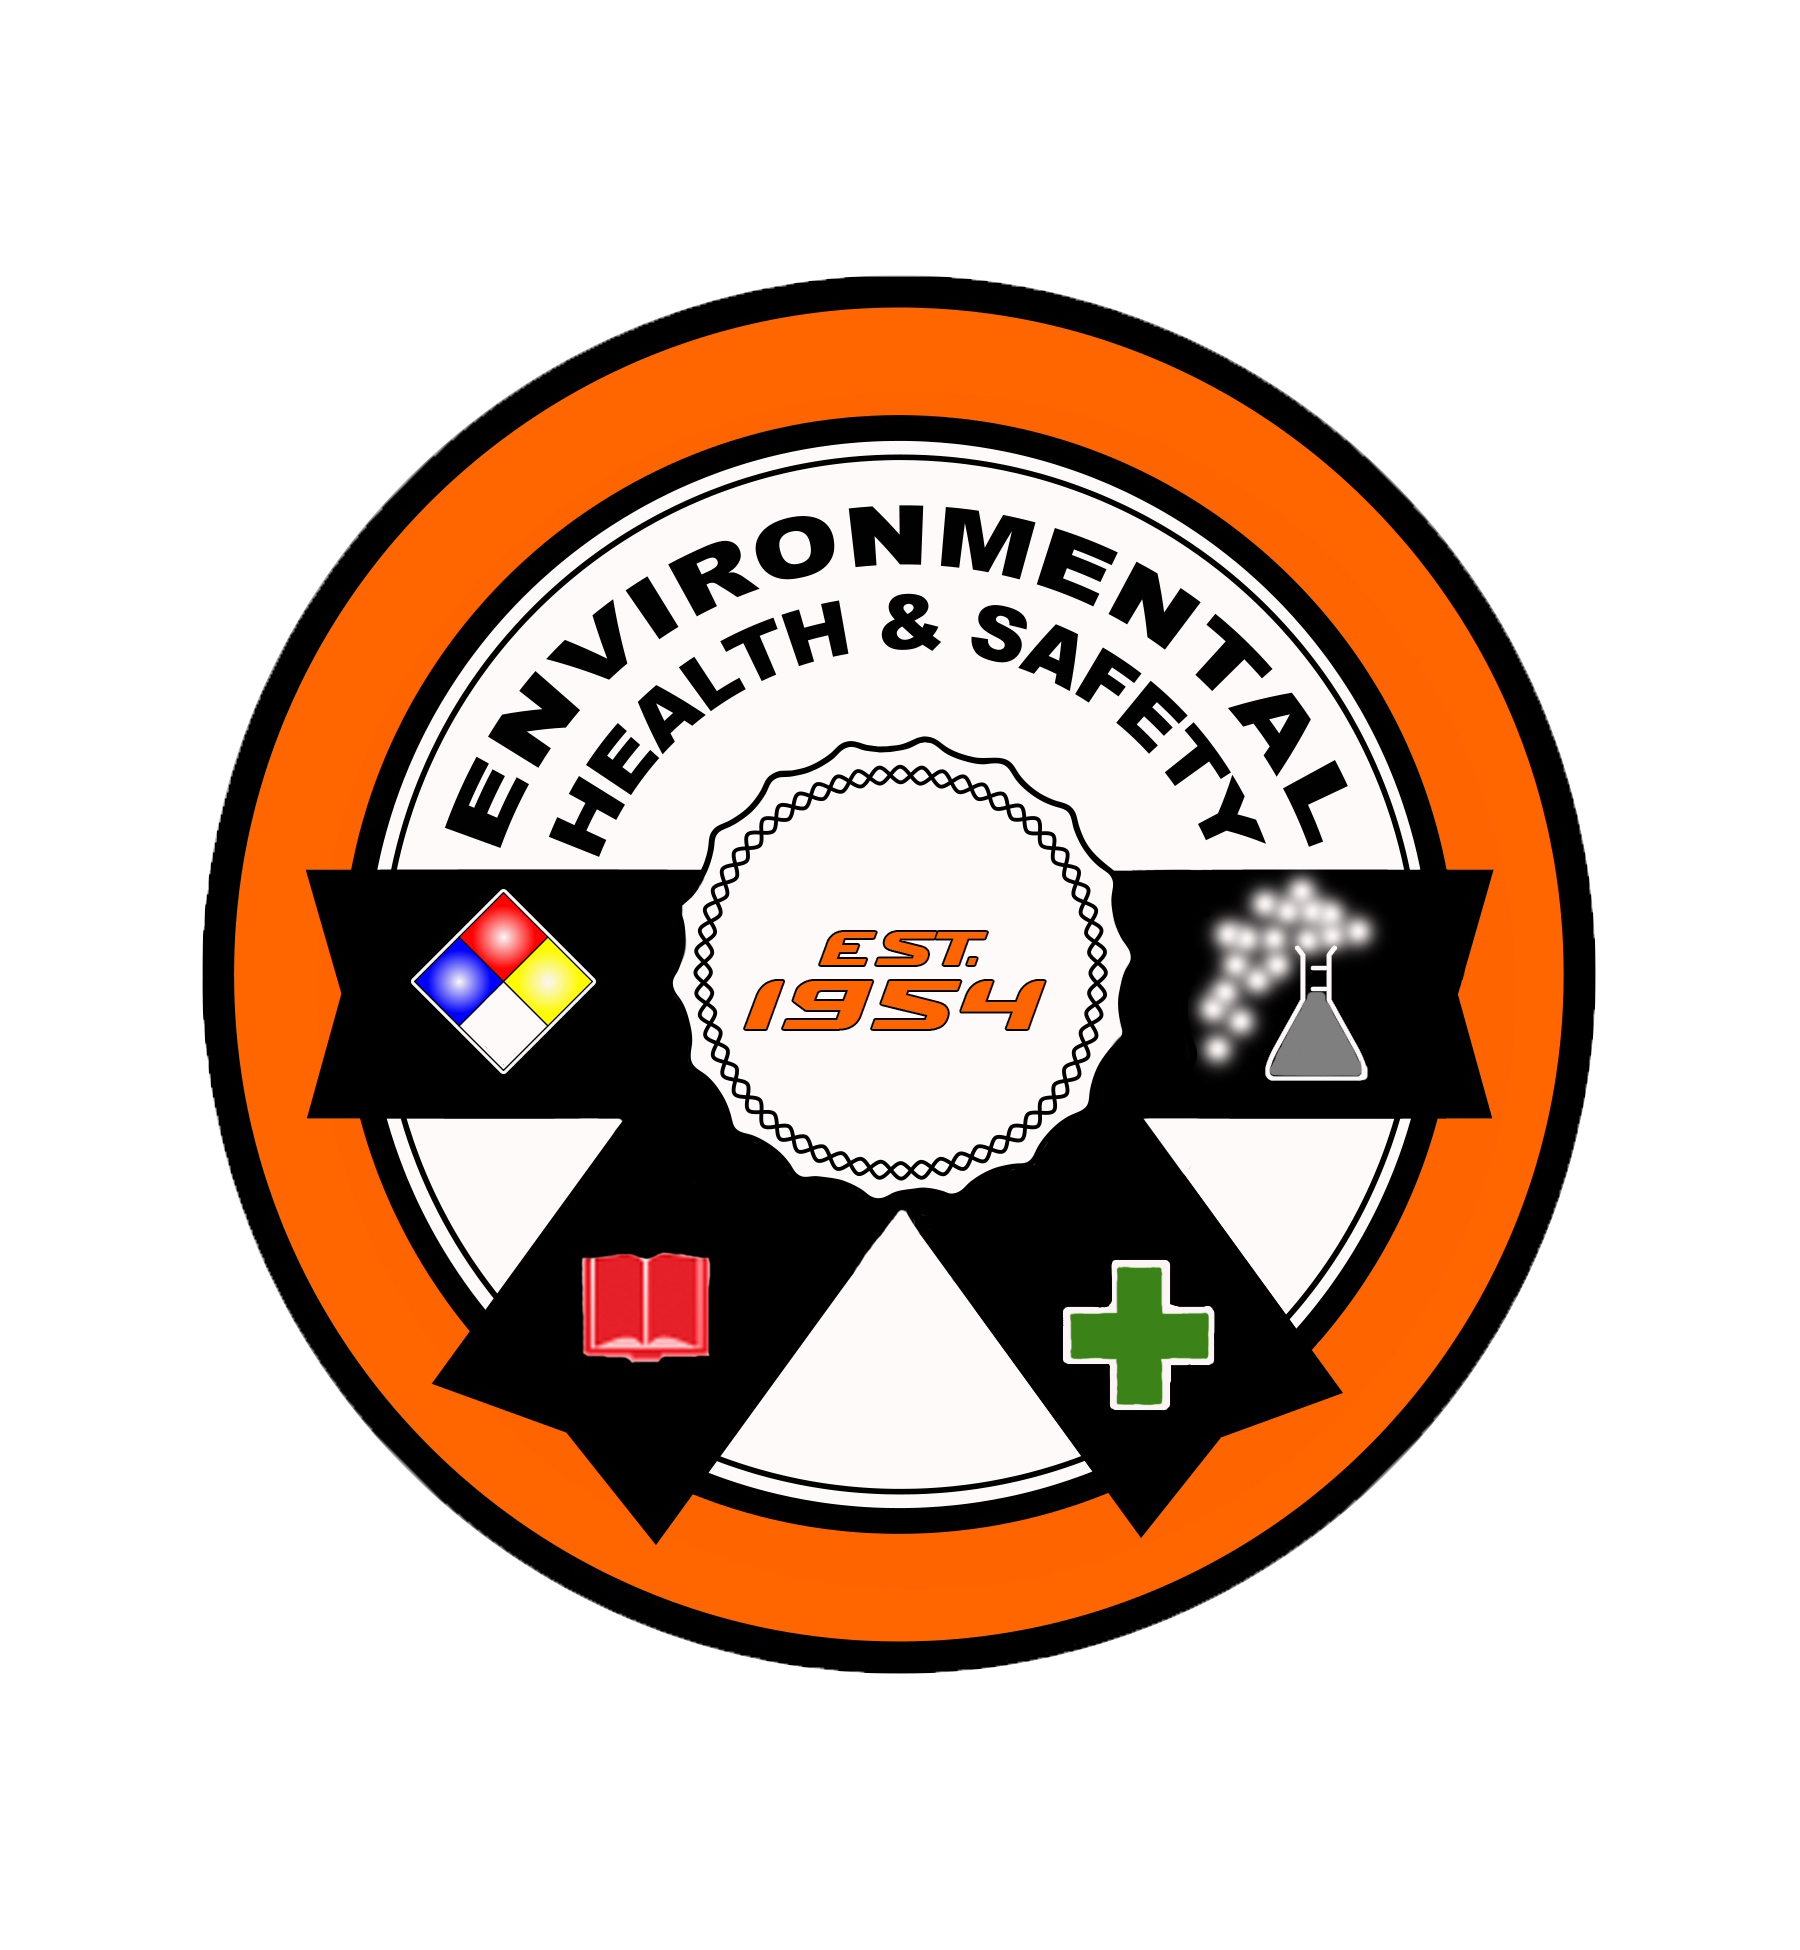 ENVIRONMENTAL
HEALTH & SAFETY
EST.
1954